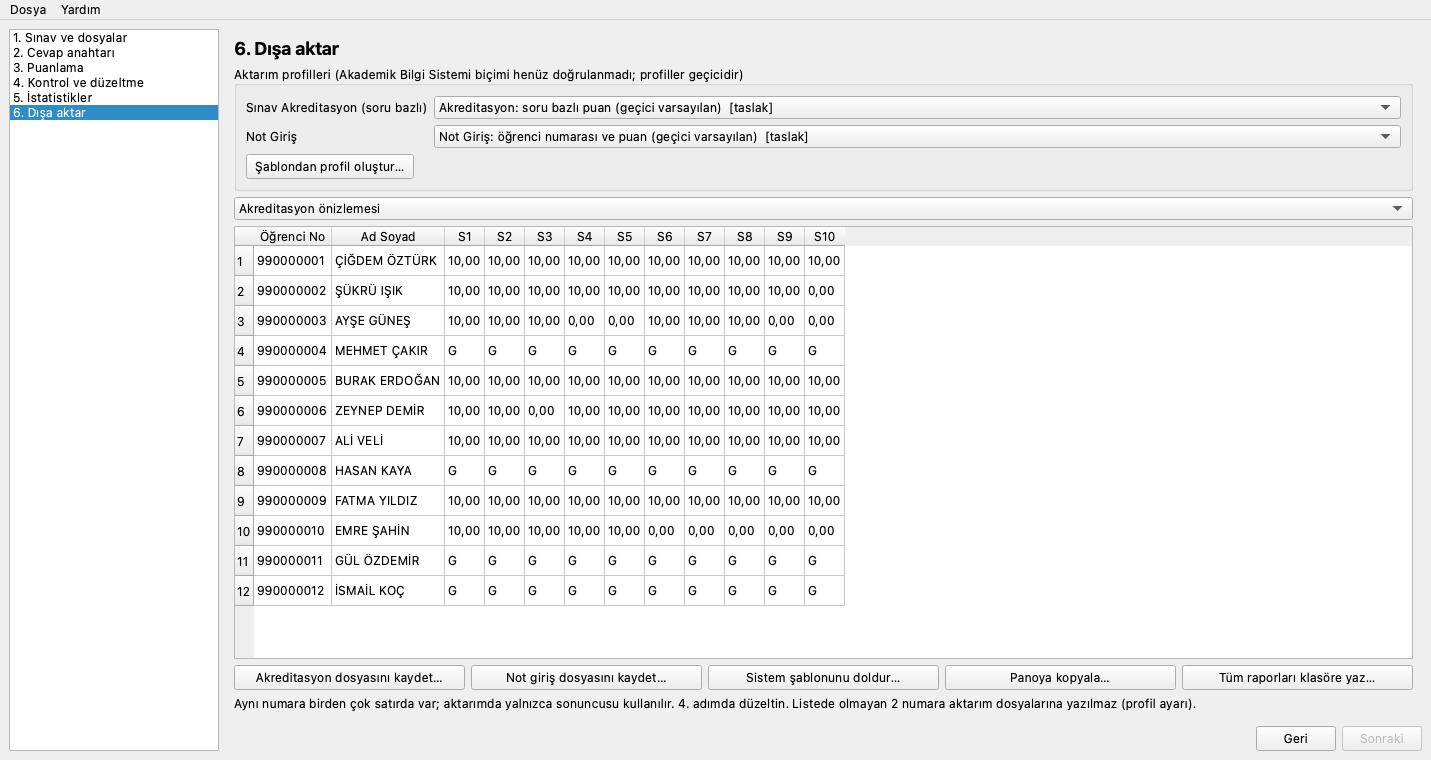 Dosya Yardım
1. Sınav ve dosyalar
2. Cevap anahtarı
3. Puanlama
4. Kontrol ve düzeltme
5. İstatistikler
6. Dışa aktar
6. Dışa aktar
Aktarım profilleri (Akademik Bilgi Sistemi biçimi henüz doğrulanmadı; profiller geçicidir)
Sınav Akreditasyon (soru bazlı) Akreditasyon: soru bazlı puan (geçici varsayılan) [taslak]
Not Giriş Not Giriş: öğrenci numarası ve puan (geçici varsayılan) [taslak]
Şablondan profil oluştur...
Akreditasyon önizlemesi
Öğrenci No Ad Soyad S1 S2 S3 S4 S5 S6 S7 S8 S9 S10
1 990000001 ÇİĞDEM ÖZTÜRK 10,00 10,00 10,00 10,00 10,00 10,00 10,00 10,00 10,00 10,00
2 990000002 ŞÜKRÜ IŞIK 10,00 10,00 10,00 10,00 10,00 10,00 10,00 10,00 10,00 0,00
3 990000003 AYŞE GÜNEŞ 10,00 10,00 10,00 0,00 0,00 10,00 10,00 10,00 0,00 0,00
4 990000004 MEHMET ÇAKIR G G G G G G G G G G
5 990000005 BURAK ERDOĞAN 10,00 10,00 10,00 10,00 10,00 10,00 10,00 10,00 10,00 10,00
6 990000006 ZEYNEP DEMİR 10,00 10,00 0,00 10,00 10,00 10,00 10,00 10,00 10,00 10,00
7 990000007 ALİ VELİ 10,00 10,00 10,00 10,00 10,00 10,00 10,00 10,00 10,00 10,00
8 990000008 HASAN KAYA G G G G G G G G G G
9 990000009 FATMA YILDIZ 10,00 10,00 10,00 10,00 10,00 10,00 10,00 10,00 10,00 10,00
10 990000010 EMRE ŞAHİN 10,00 10,00 10,00 10,00 10,00 0,00 0,00 0,00 0,00 0,00
11 990000011 GÜL ÖZDEMİR G G G G G G G G G G
12 990000012 İSMAİL KOÇ G G G G G G G G G G
Akreditasyon dosyasını kaydet... Not giriş dosyasını kaydet... Sistem şablonunu doldur... Panoya kopyala... Tüm raporları klasöre yaz...
Aynı numara birden çok satırda var; aktarımda yalnızca sonuncusu kullanılır. 4. adımda düzeltin. Listede olmayan 2 numara aktarım dosyalarına yazılmaz (profil ayarı).
Geri Sonraki